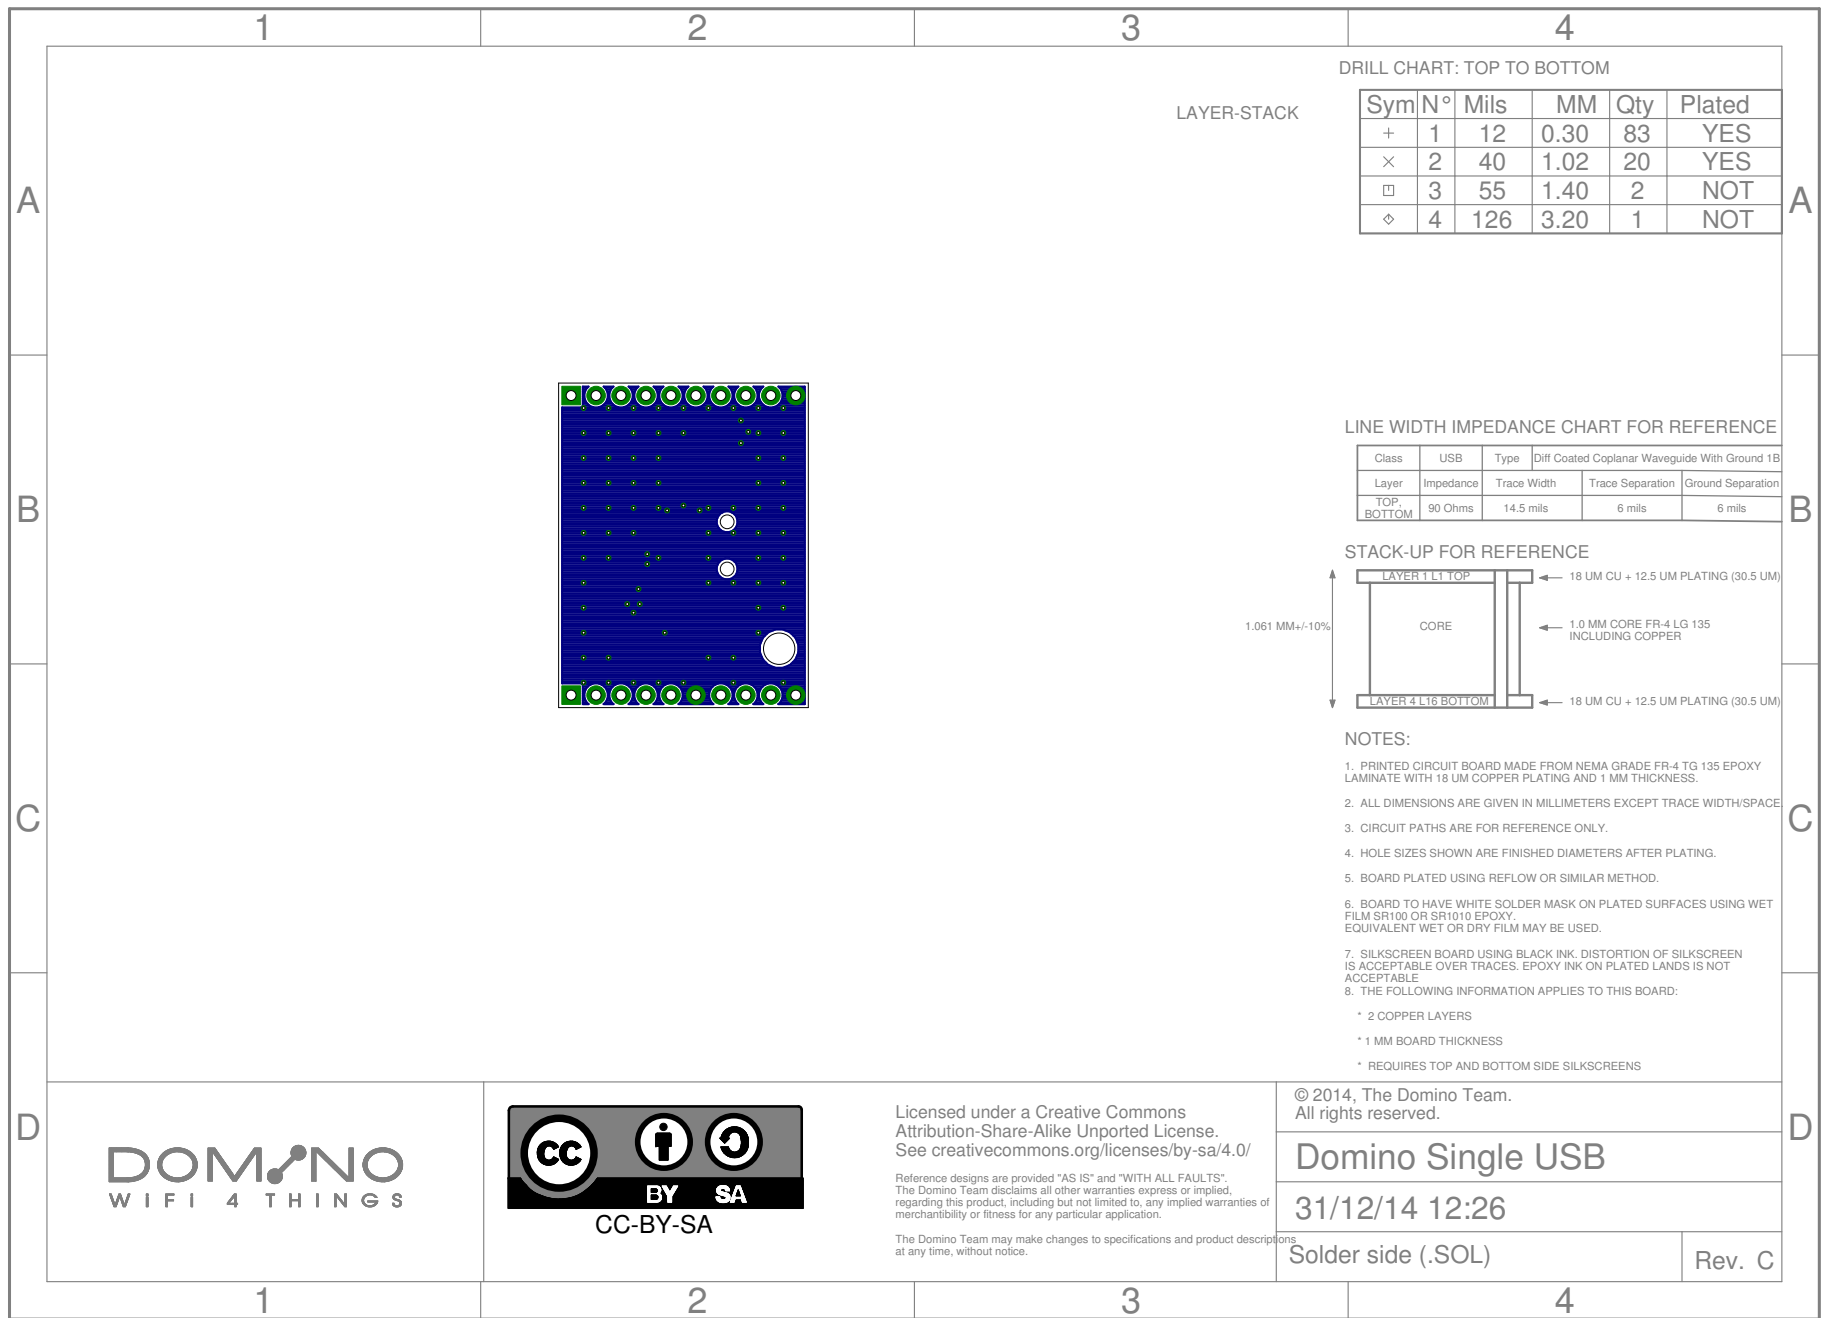 1 2 3 4
DRILL CHART: TOP TO BOTTOM
LAYER-STACK
Sym N° Mils MM Qty Plated
+ 1 12 0.30 83 YES
× 2 40 1.02 20 YES
3 55 1.40 2 NOT
4 126 3.20 1 NOT
A A
LINE WIDTH IMPEDANCE CHART FOR REFERENCE
Class USB Type Diff Coated Coplanar Waveguide With Ground 1B
Layer Impedance Trace Width Trace Separation Ground Separation
TOP,
BOTTOM 90 Ohms 14.5 mils 6 mils 6 mils
B B
STACK-UP FOR REFERENCE
LAYER 1 L1 TOP 18 UM CU + 12.5 UM PLATING (30.5 UM)
1.061 MM+/-10% CORE 1.0 MM CORE FR-4 LG 135
INCLUDING COPPER
LAYER 4 L16 BOTTOM 18 UM CU + 12.5 UM PLATING (30.5 UM)
NOTES:
1. PRINTED CIRCUIT BOARD MADE FROM NEMA GRADE FR-4 TG 135 EPOXY
LAMINATE WITH 18 UM COPPER PLATING AND 1 MM THICKNESS.
2. ALL DIMENSIONS ARE GIVEN IN MILLIMETERS EXCEPT TRACE WIDTH/SPACE
C C
3. CIRCUIT PATHS ARE FOR REFERENCE ONLY.
4. HOLE SIZES SHOWN ARE FINISHED DIAMETERS AFTER PLATING.
5. BOARD PLATED USING REFLOW OR SIMILAR METHOD.
6. BOARD TO HAVE WHITE SOLDER MASK ON PLATED SURFACES USING WET
FILM SR100 OR SR1010 EPOXY.
EQUIVALENT WET OR DRY FILM MAY BE USED.
7. SILKSCREEN BOARD USING BLACK INK. DISTORTION OF SILKSCREEN
IS ACCEPTABLE OVER TRACES. EPOXY INK ON PLATED LANDS IS NOT
ACCEPTABLE
8. THE FOLLOWING INFORMATION APPLIES TO THIS BOARD:
* 2 COPPER LAYERS
* 1 MM BOARD THICKNESS
* REQUIRES TOP AND BOTTOM SIDE SILKSCREENS
D D
DOMINO
WIFI 4 THINGS
cc
BY SA
CC-BY-SA
Licensed under a Creative Commons
Attribution-Share-Alike Unported License.
See creativecommons.org/licenses/by-sa/4.0/
Reference designs are provided "AS IS" and "WITH ALL FAULTS".
The Domino Team disclaims all other warranties express or implied,
regarding this product, including but not limited to, any implied warranties of
merchantibility or fitness for any particular application.
The Domino Team may make changes to specifications and product descriptions
at any time, without notice.
© 2014, The Domino Team.
All rights reserved.
Domino Single USB
31/12/14 12:26
Solder side (.SOL)
Rev. C
1 2 3 4